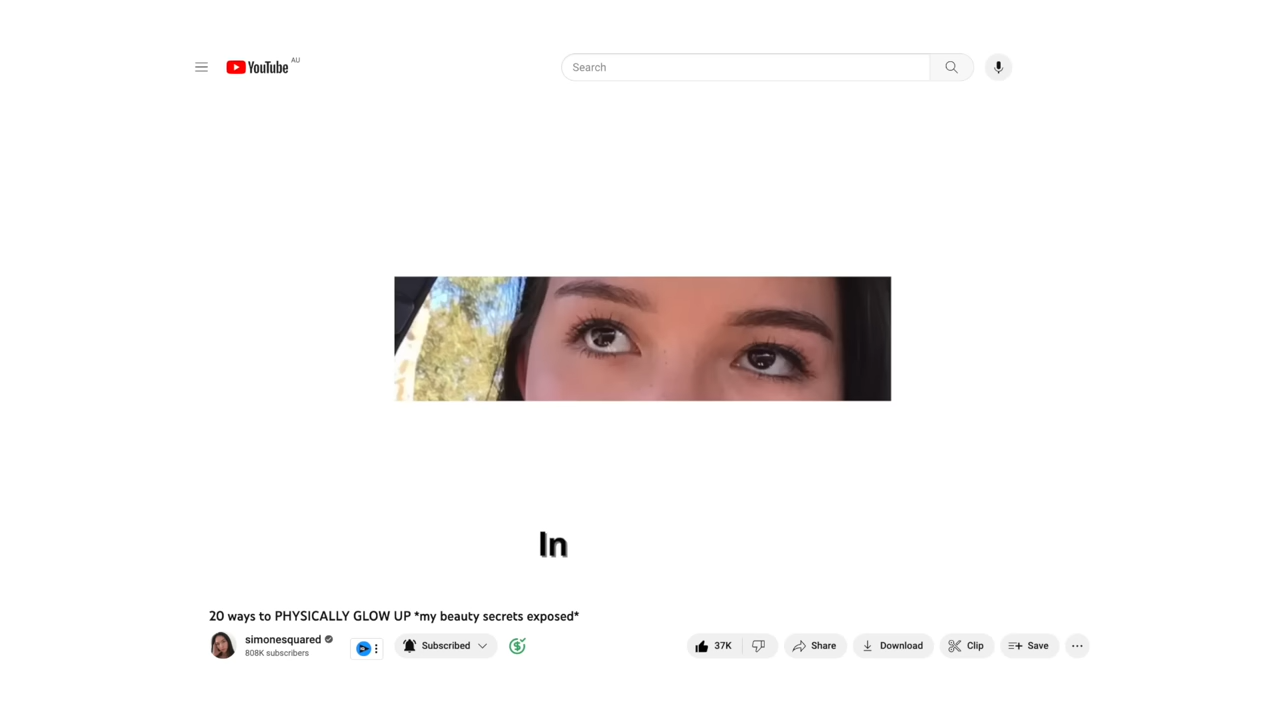 YouTube AU
Search
In
20 ways to PHYSICALLY GLOW UP *my beauty secrets exposed*
simonesquared
808K subscribers
Subscribed
37K
Share
Download
Clip
Save